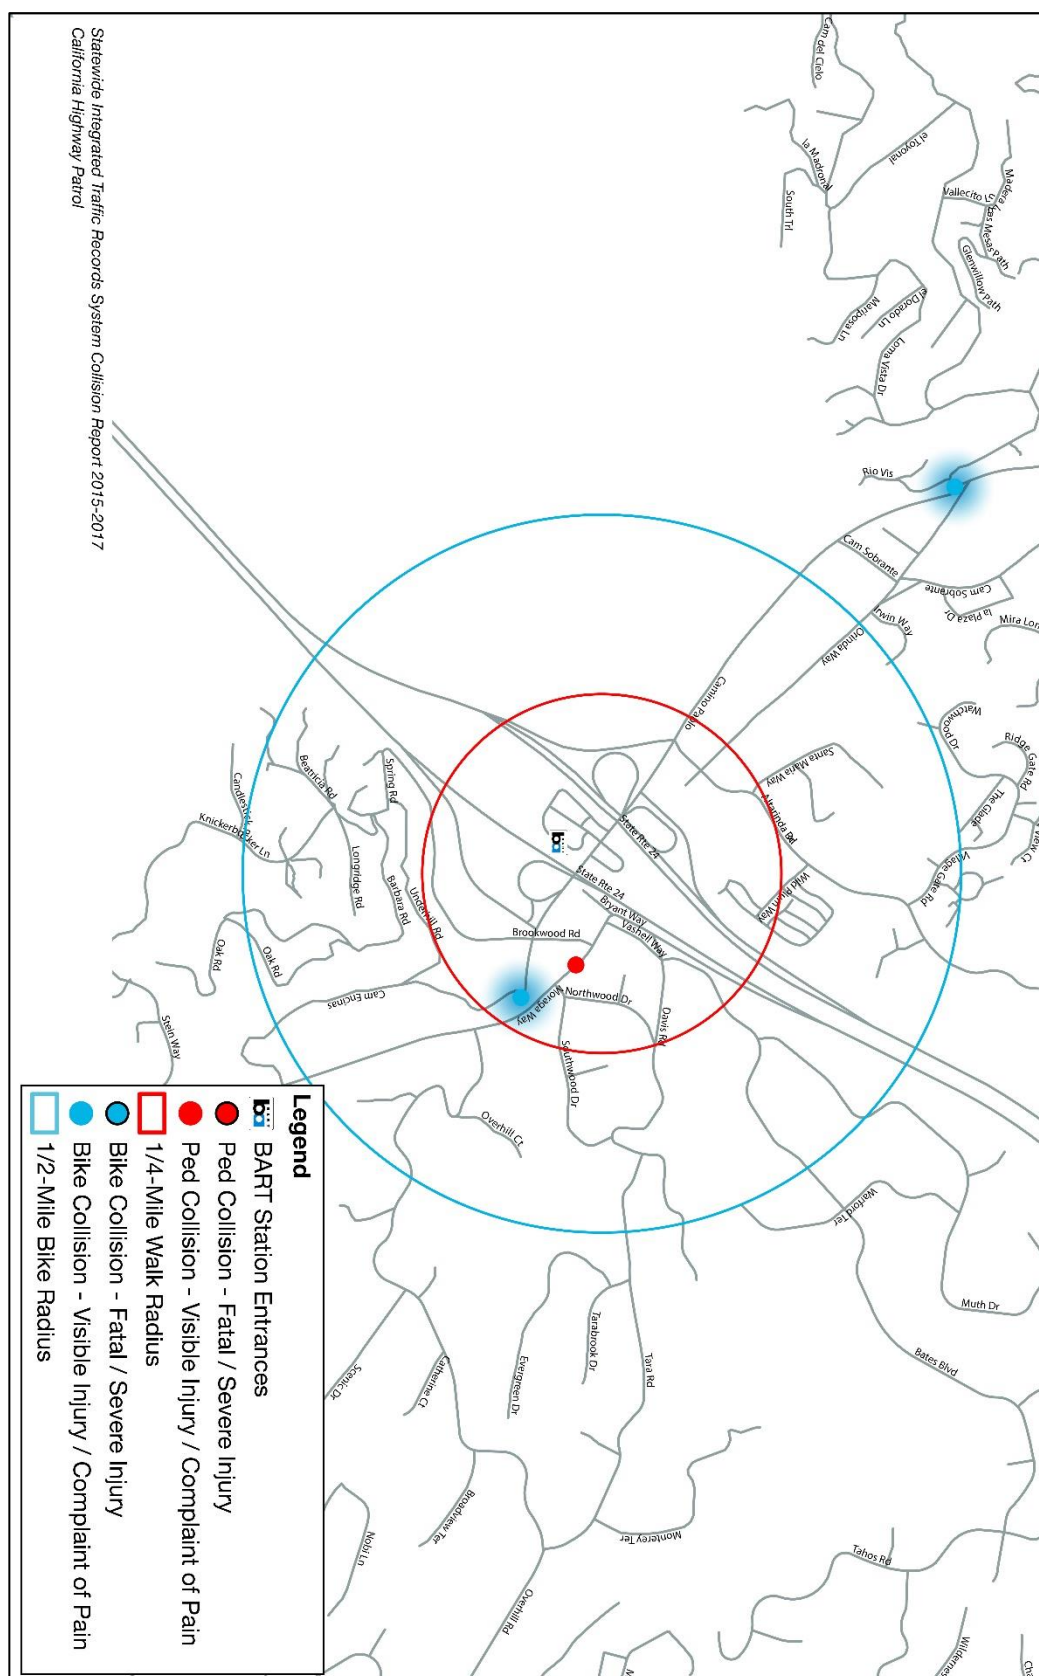 Cam del Cielo
el Toyonal
la Madronal
South Trl
Vallecito Ln
Las Mesas Path
Glenwillow Path
el Dorado Ln
Mariposa Ln
Loma Vista Dr
Rio Vis
Cam Sobrante
Cam Sobrante
la Plaza Dr
Irwin Way
Orinda Way
Mira Lon
Camino Pablo
Watchwood Dr
Ridge Gate Rd
The Glade
View Ct
Village Gate Rd
Santa Maria Way
Altarinda Rd
Wild Plum Way
State Rte 24
State Rte 24
ba
Bryant Way
Vashell Way
Brookwood Rd
Spring Rd
Beatricia Rd
Knickerbocker Ln
Longridge Rd
Barbara Rd
Underhill Rd
Oak Rd
Oak Rd
Cam Encinas
Stein Way
Moraga Way
Northwood Dr
Davis Rd
Southwood Dr
Overhill Ct
Warford Ter
Muth Dr
Bates Blvd
Tara Rd
Tarabrook Dr
Evergreen Dr
Catherine Ct
Scenic Dr
Broadview Ter
Nobi Ln
Monterey Ter
Overhill Rd
Tahos Rd
Wildernes
Cha
Statewide Integrated Traffic Records System Collision Report 2015-2017
California Highway Patrol
Legend
BART Station Entrances
Ped Collision - Fatal / Severe Injury
Ped Collision - Visible Injury / Complaint of Pain
1/4-Mile Walk Radius
Bike Collision - Fatal / Severe Injury
Bike Collision - Visible Injury / Complaint of Pain
1/2-Mile Bike Radius